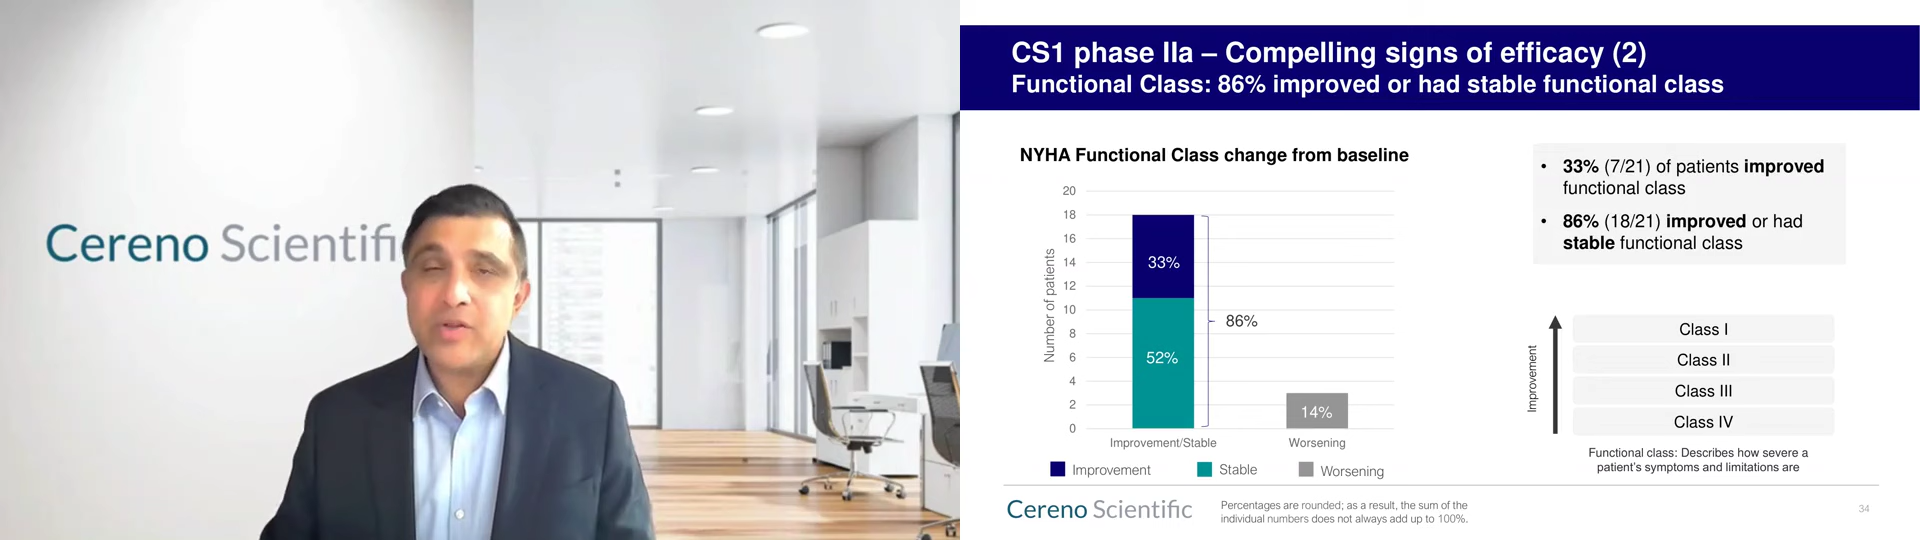 Cereno Scientifi
CS1 phase IIa – Compelling signs of efficacy (2)
Functional Class: 86% improved or had stable functional class
NYHA Functional Class change from baseline
Number of patients
20
18
16
14
12
10
8
6
4
2
0
33%
52%
86%
14%
Improvement/Stable
Worsening
Improvement
Stable
Worsening
• 33% (7/21) of patients improved
functional class
• 86% (18/21) improved or had
stable functional class
Improvement
Class I
Class II
Class III
Class IV
Functional class: Describes how severe a
patient's symptoms and limitations are
Cereno Scientific
Percentages are rounded; as a result, the sum of the
individual numbers does not always add up to 100%.
34